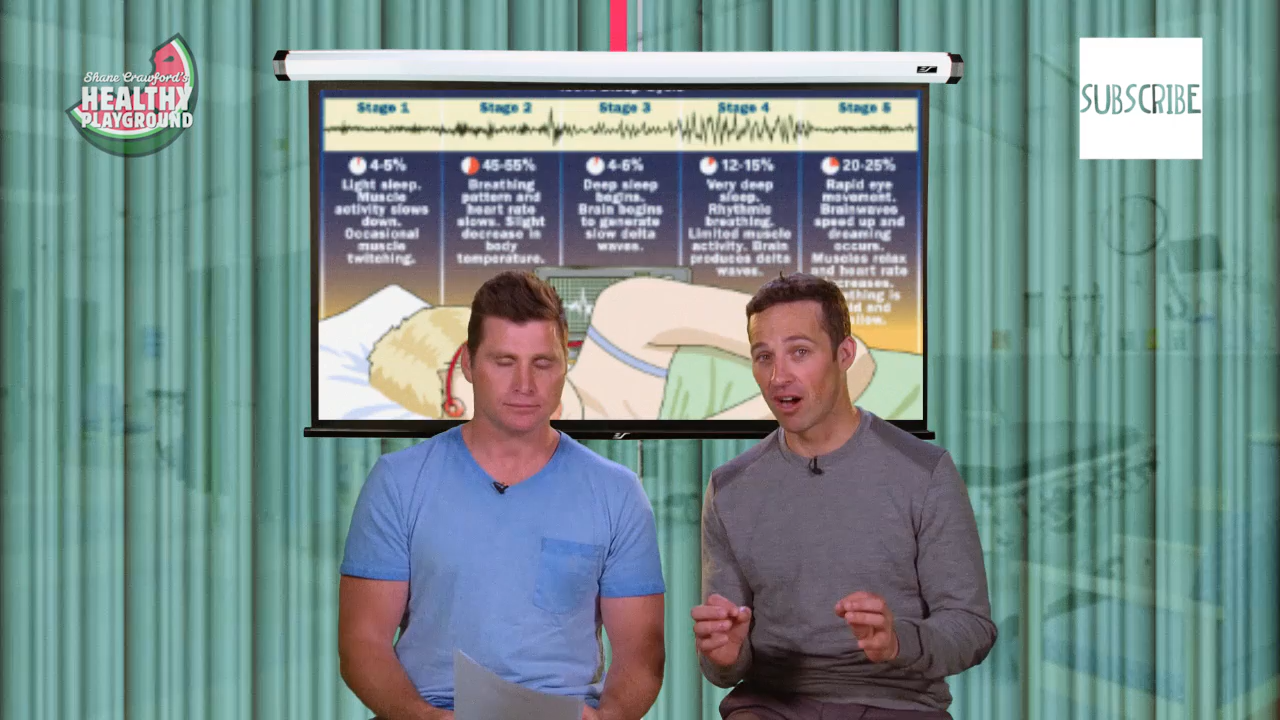 Shane Crawford's
HEALTHY
PLAYGROUND
SUBSCRIBE
Stage 1
Stage 2
Stage 3
Stage 4
Stage 5
4-5%
Light sleep.
Muscle
activity slows
down.
Occasional
muscle
twitching.
45-55%
Breathing
pattern and
heart rate
slows. Slight
decrease in
body
temperature.
4-6%
Deep sleep
begins.
Brain begins
to generate
slow delta
waves.
12-15%
Very deep
sleep.
Rhythmic
breathing.
Limited muscle
activity. Brain
produces delta
waves.
20-25%
Rapid eye
movement.
Brainwaves
speed up and
dreaming
occurs.
Muscles relax
and heart rate